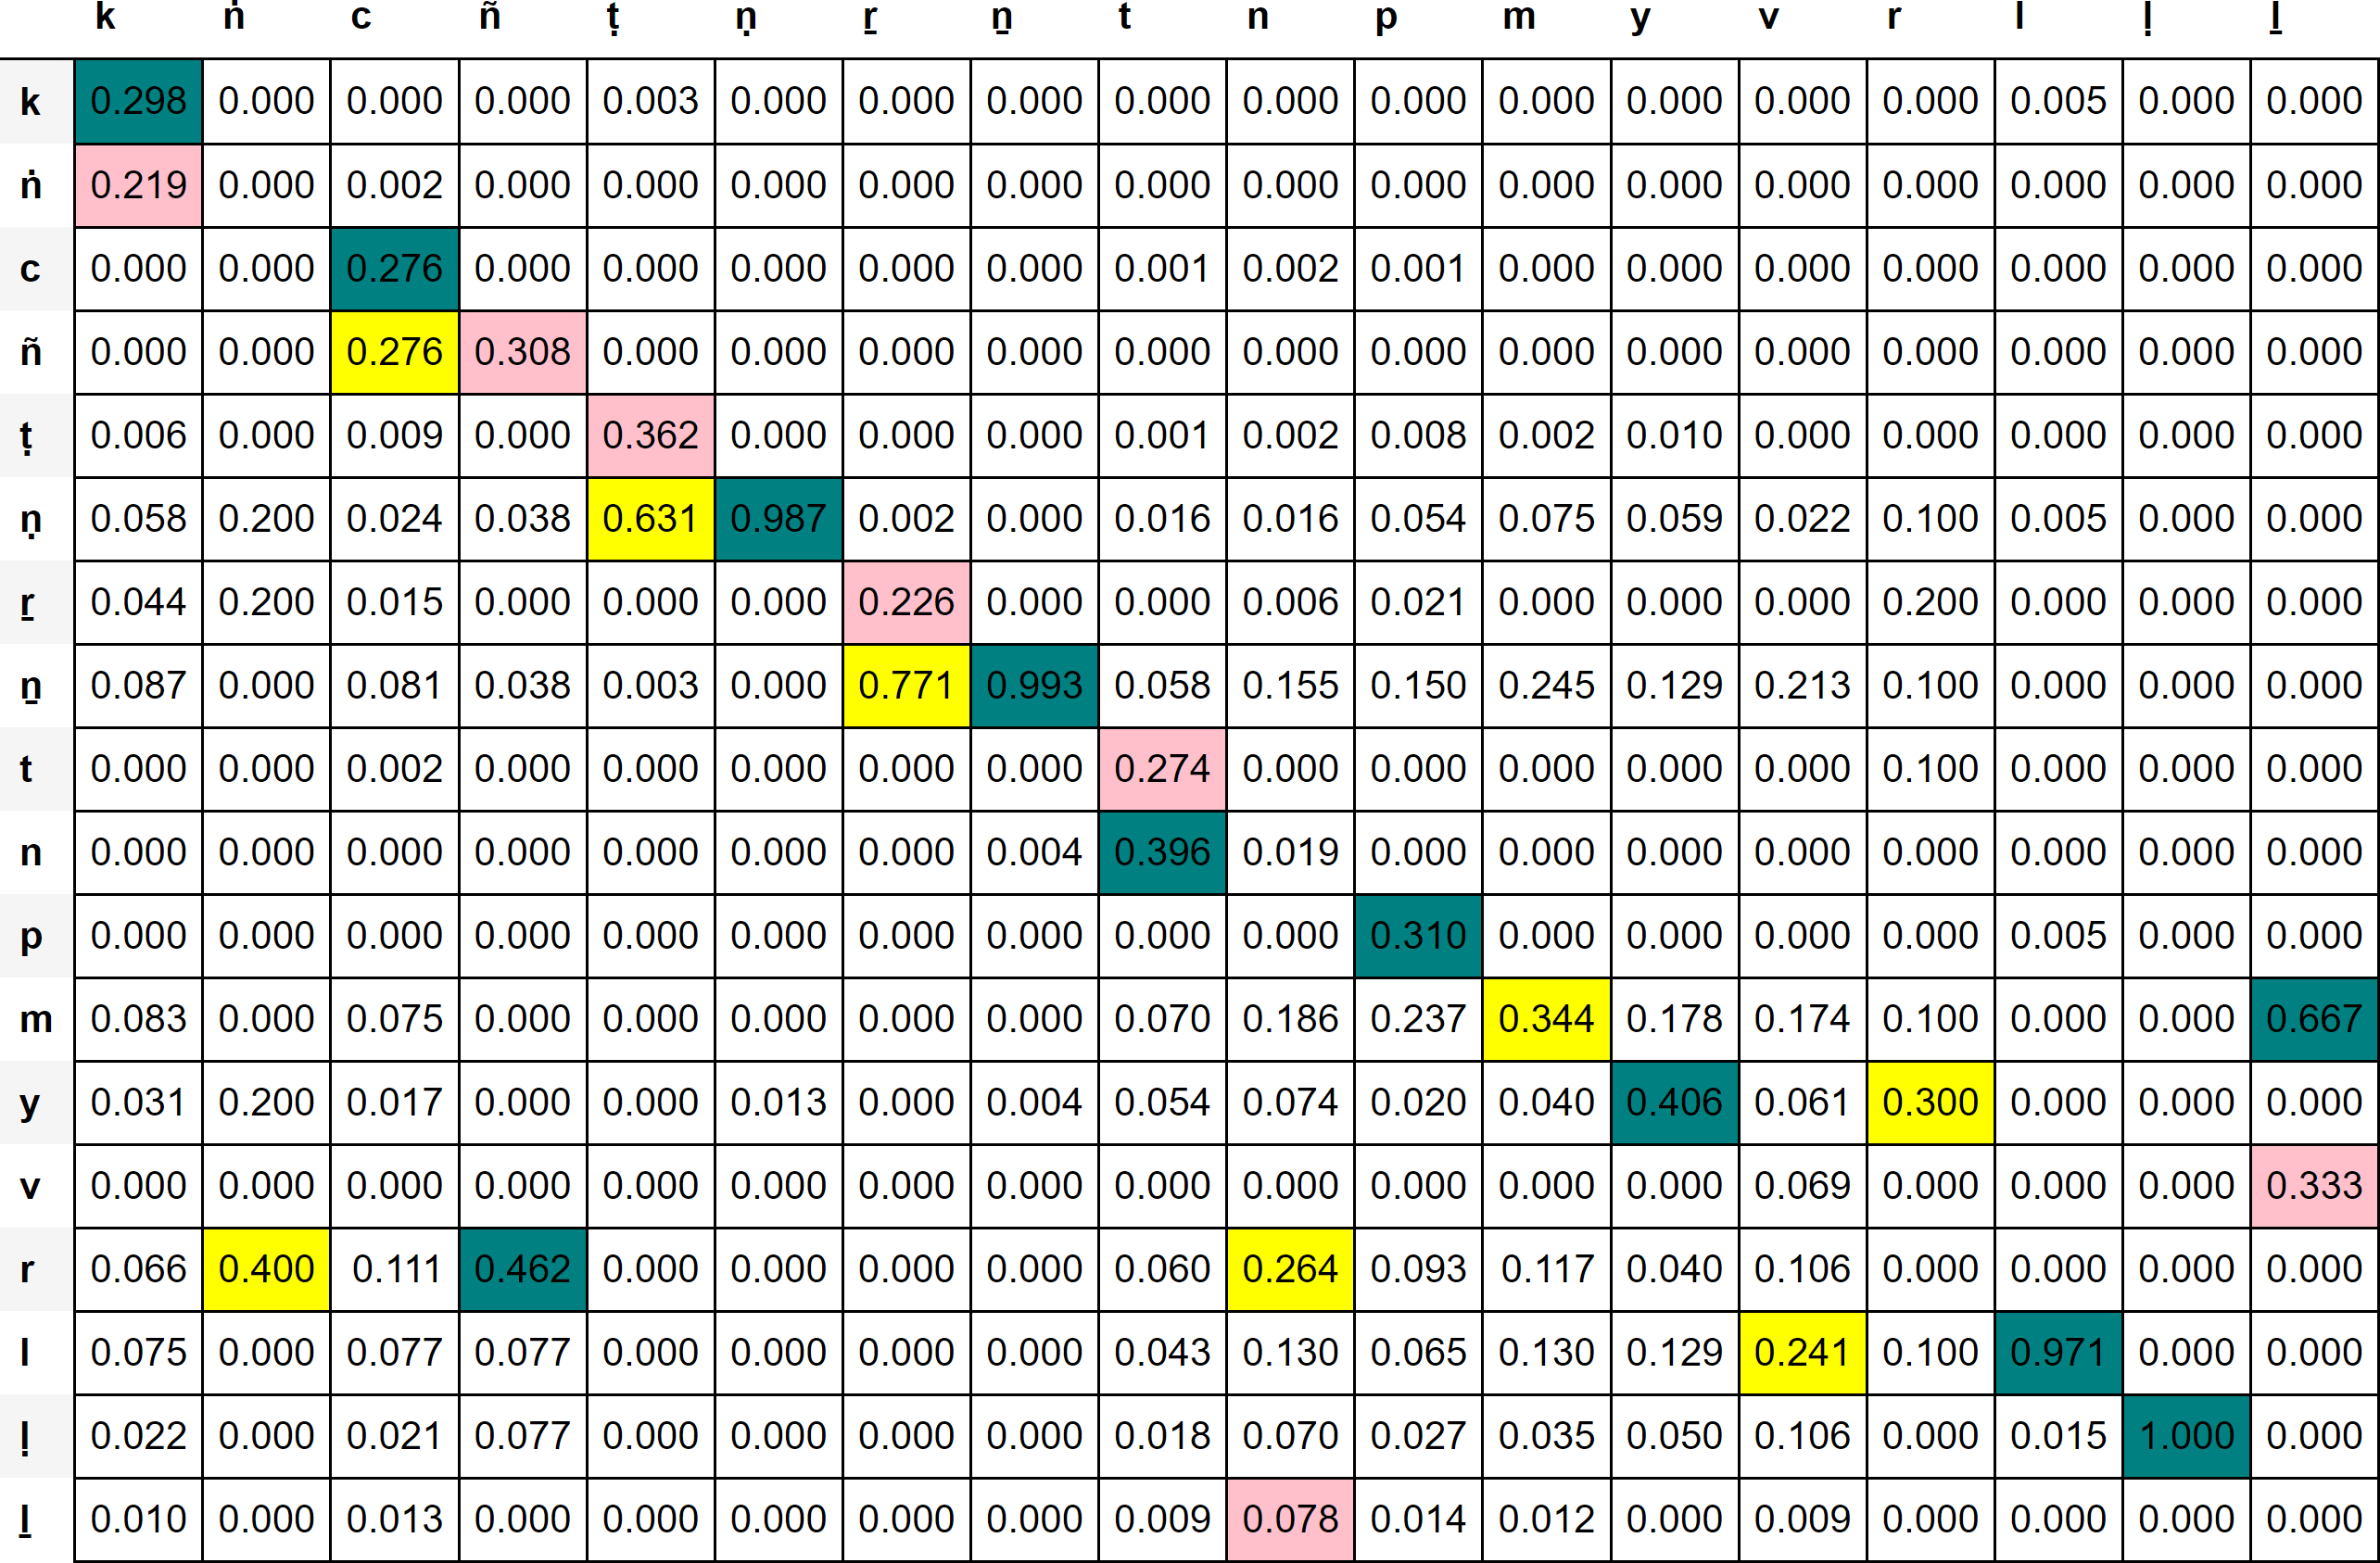 k ṅ c ñ ṭ ṇ ṟ ṉ t n p m y v r l ḷ ḻ
k 0.298 0.000 0.000 0.000 0.003 0.000 0.000 0.000 0.000 0.000 0.000 0.000 0.000 0.000 0.000 0.005 0.000 0.000
ṅ 0.219 0.000 0.002 0.000 0.000 0.000 0.000 0.000 0.000 0.000 0.000 0.000 0.000 0.000 0.000 0.000 0.000 0.000
c 0.000 0.000 0.276 0.000 0.000 0.000 0.000 0.000 0.001 0.002 0.001 0.000 0.000 0.000 0.000 0.000 0.000 0.000
ñ 0.000 0.000 0.276 0.308 0.000 0.000 0.000 0.000 0.000 0.000 0.000 0.000 0.000 0.000 0.000 0.000 0.000 0.000
ṭ 0.006 0.000 0.009 0.000 0.362 0.000 0.000 0.000 0.001 0.002 0.008 0.002 0.010 0.000 0.000 0.000 0.000 0.000
ṇ 0.058 0.200 0.024 0.038 0.631 0.987 0.002 0.000 0.016 0.016 0.054 0.075 0.059 0.022 0.100 0.005 0.000 0.000
ṟ 0.044 0.200 0.015 0.000 0.000 0.000 0.226 0.000 0.000 0.006 0.021 0.000 0.000 0.000 0.200 0.000 0.000 0.000
ṉ 0.087 0.000 0.081 0.038 0.003 0.000 0.771 0.993 0.058 0.155 0.150 0.245 0.129 0.213 0.100 0.000 0.000 0.000
t 0.000 0.000 0.002 0.000 0.000 0.000 0.000 0.000 0.274 0.000 0.000 0.000 0.000 0.000 0.100 0.000 0.000 0.000
n 0.000 0.000 0.000 0.000 0.000 0.000 0.000 0.004 0.396 0.019 0.000 0.000 0.000 0.000 0.000 0.000 0.000 0.000
p 0.000 0.000 0.000 0.000 0.000 0.000 0.000 0.000 0.000 0.000 0.310 0.000 0.000 0.000 0.000 0.005 0.000 0.000
m 0.083 0.000 0.075 0.000 0.000 0.000 0.000 0.000 0.070 0.186 0.237 0.344 0.178 0.174 0.100 0.000 0.000 0.667
y 0.031 0.200 0.017 0.000 0.000 0.013 0.000 0.004 0.054 0.074 0.020 0.040 0.406 0.061 0.300 0.000 0.000 0.000
v 0.000 0.000 0.000 0.000 0.000 0.000 0.000 0.000 0.000 0.000 0.000 0.000 0.000 0.069 0.000 0.000 0.000 0.333
r 0.066 0.400 0.111 0.462 0.000 0.000 0.000 0.000 0.060 0.264 0.093 0.117 0.040 0.106 0.000 0.000 0.000 0.000
l 0.075 0.000 0.077 0.077 0.000 0.000 0.000 0.000 0.043 0.130 0.065 0.130 0.129 0.241 0.100 0.971 0.000 0.000
ḷ 0.022 0.000 0.021 0.077 0.000 0.000 0.000 0.000 0.018 0.070 0.027 0.035 0.050 0.106 0.000 0.015 1.000 0.000
ḻ 0.010 0.000 0.013 0.000 0.000 0.000 0.000 0.000 0.009 0.078 0.014 0.012 0.000 0.009 0.000 0.000 0.000 0.000